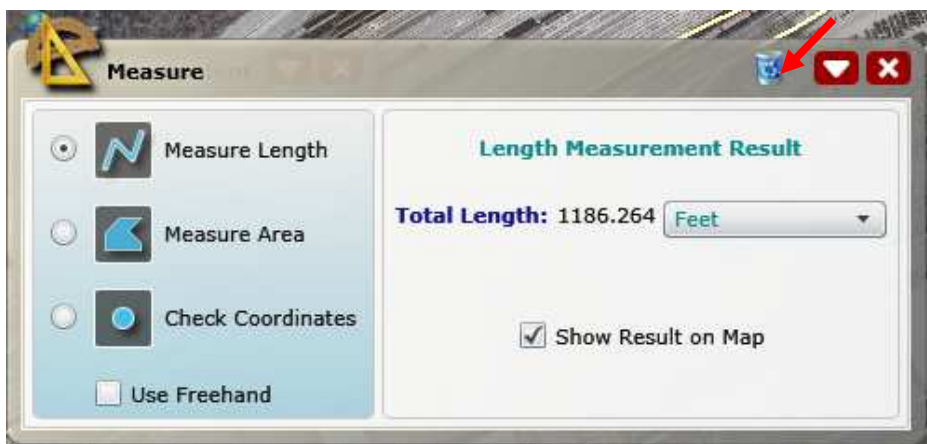 Measure
Measure Length
Measure Area
Check Coordinates
Use Freehand
Length Measurement Result
Total Length: 1186.264 Feet
Show Result on Map